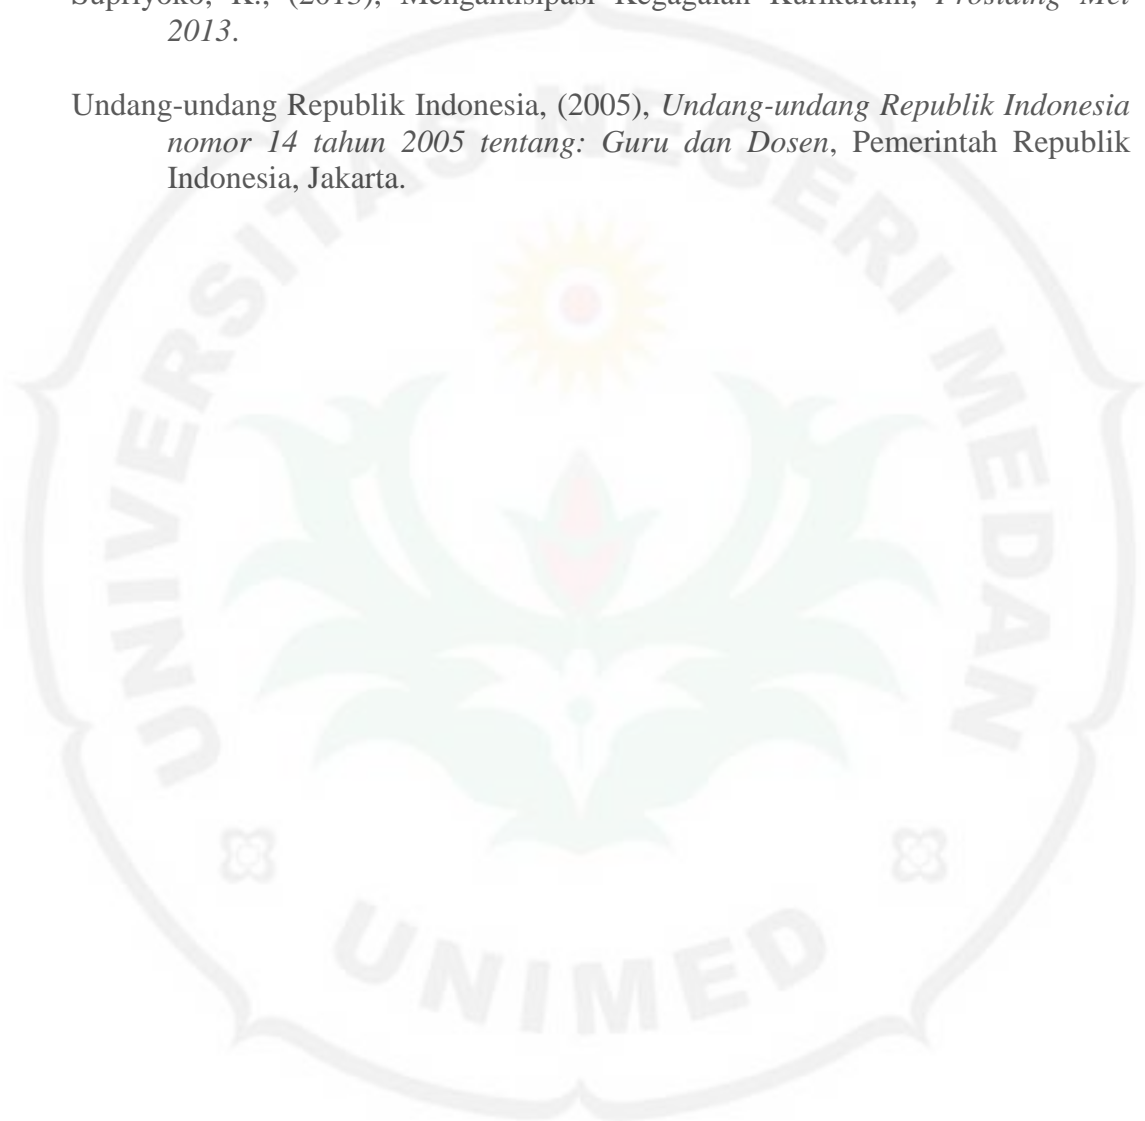 Supriyoko, K., (2013), Mengantisipasi Kegagalan Kurikulum, Prosiding Mei
2013.
Undang-undang Republik Indonesia, (2005), Undang-undang Republik Indonesia
nomor 14 tahun 2005 tentang: Guru dan Dosen, Pemerintah Republik
Indonesia, Jakarta.
UNIVERSITAS NEGERI MEDAN
UNIMED